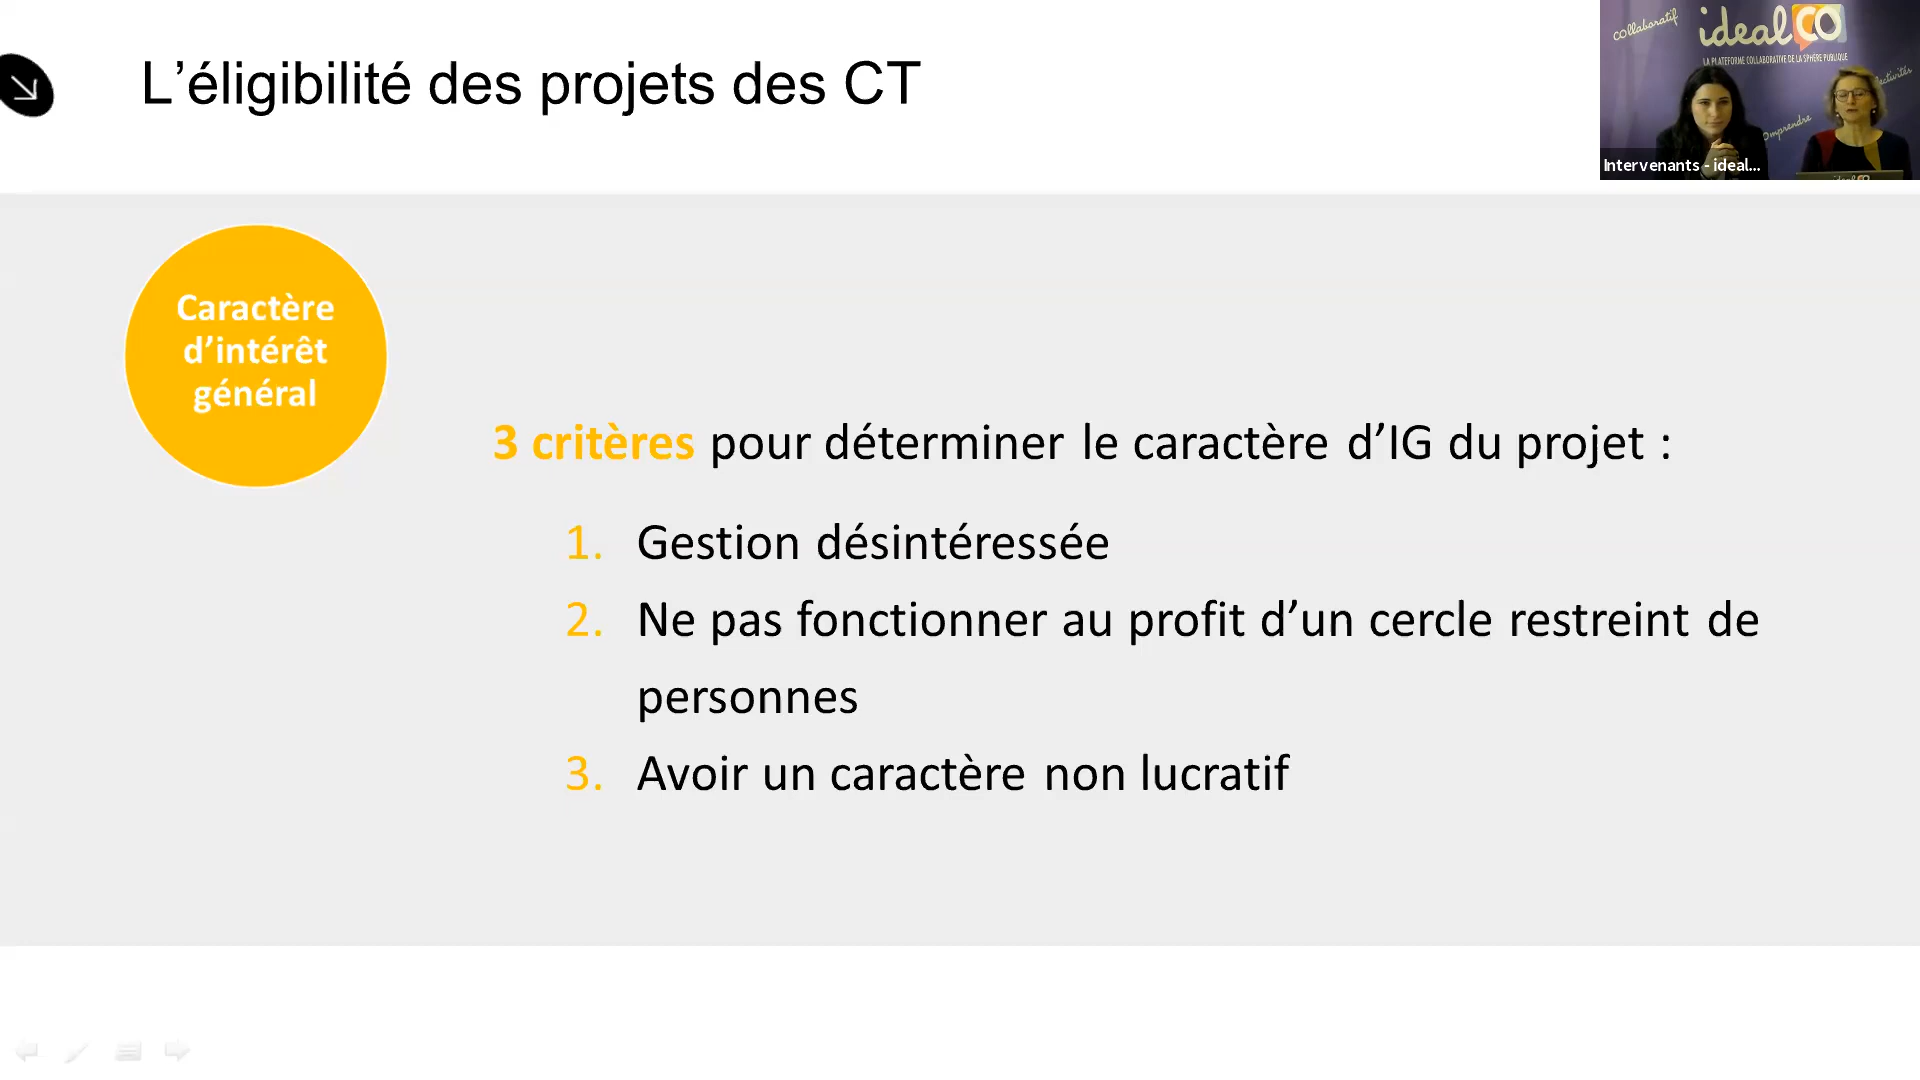 L’éligibilité des projets des CT
collaboratif
idealCO
LA PLATEFORME COLLABORATIVE DE LA SPHÈRE PUBLIQUE
Intervenants - ideal...
Caractère
d’intérêt
général
3 critères pour déterminer le caractère d’IG du projet :
1. Gestion désintéressée
2. Ne pas fonctionner au profit d’un cercle restreint de
personnes
3. Avoir un caractère non lucratif